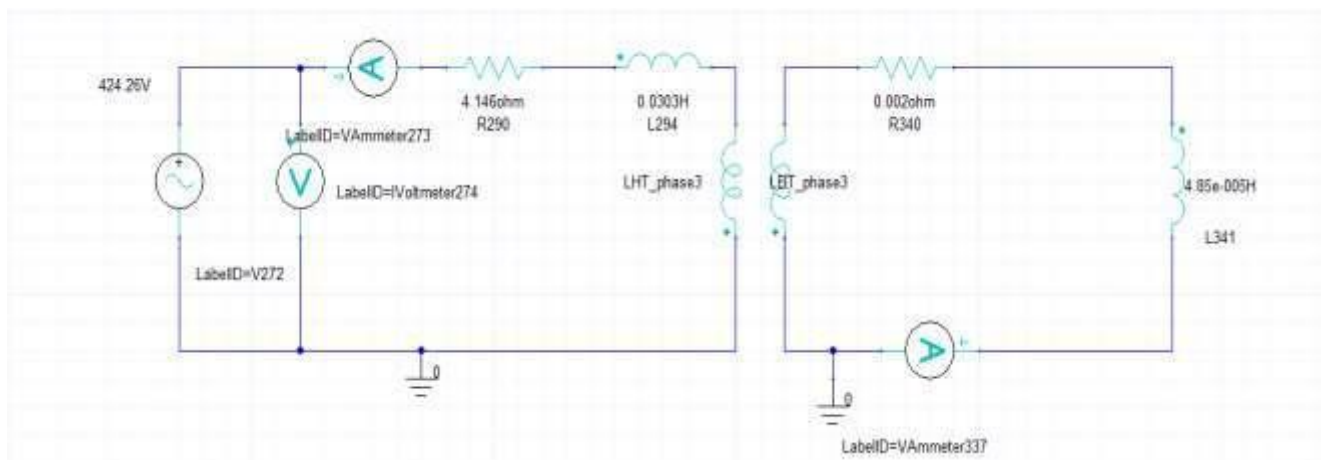 424.26V
4.146ohm
R290
0.0303H
L294
0.002ohm
R340
LabelID=VAmmeter273
LabelID=IVoltmeter274
LHT_phase3
LBT_phase3
4.85e-005H
L341
LabelID=V272
0
0
LabelID=VAmmeter337